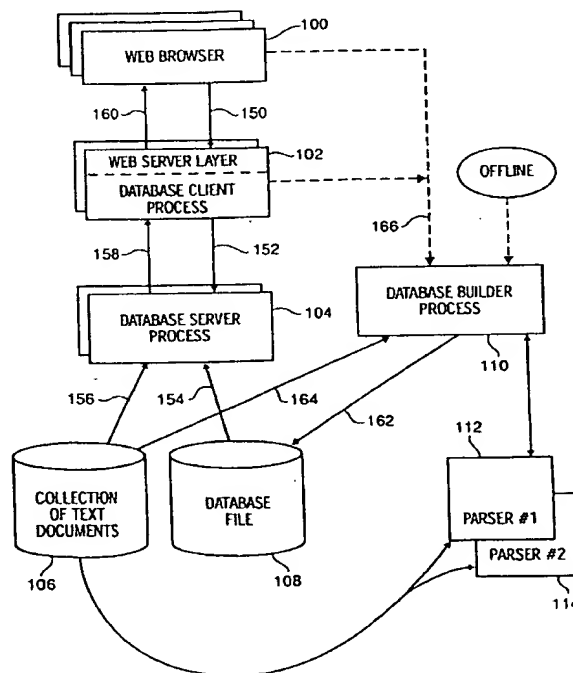 100
WEB BROWSER
160
150
WEB SERVER LAYER
102
DATABASE CLIENT
PROCESS
OFFLINE
166
158
152
104
DATABASE SERVER
PROCESS
DATABASE BUILDER
PROCESS
110
156
154
164
162
112
COLLECTION
OF TEXT
DOCUMENTS
DATABASE
FILE
PARSER #1
PARSER #2
106
108
114